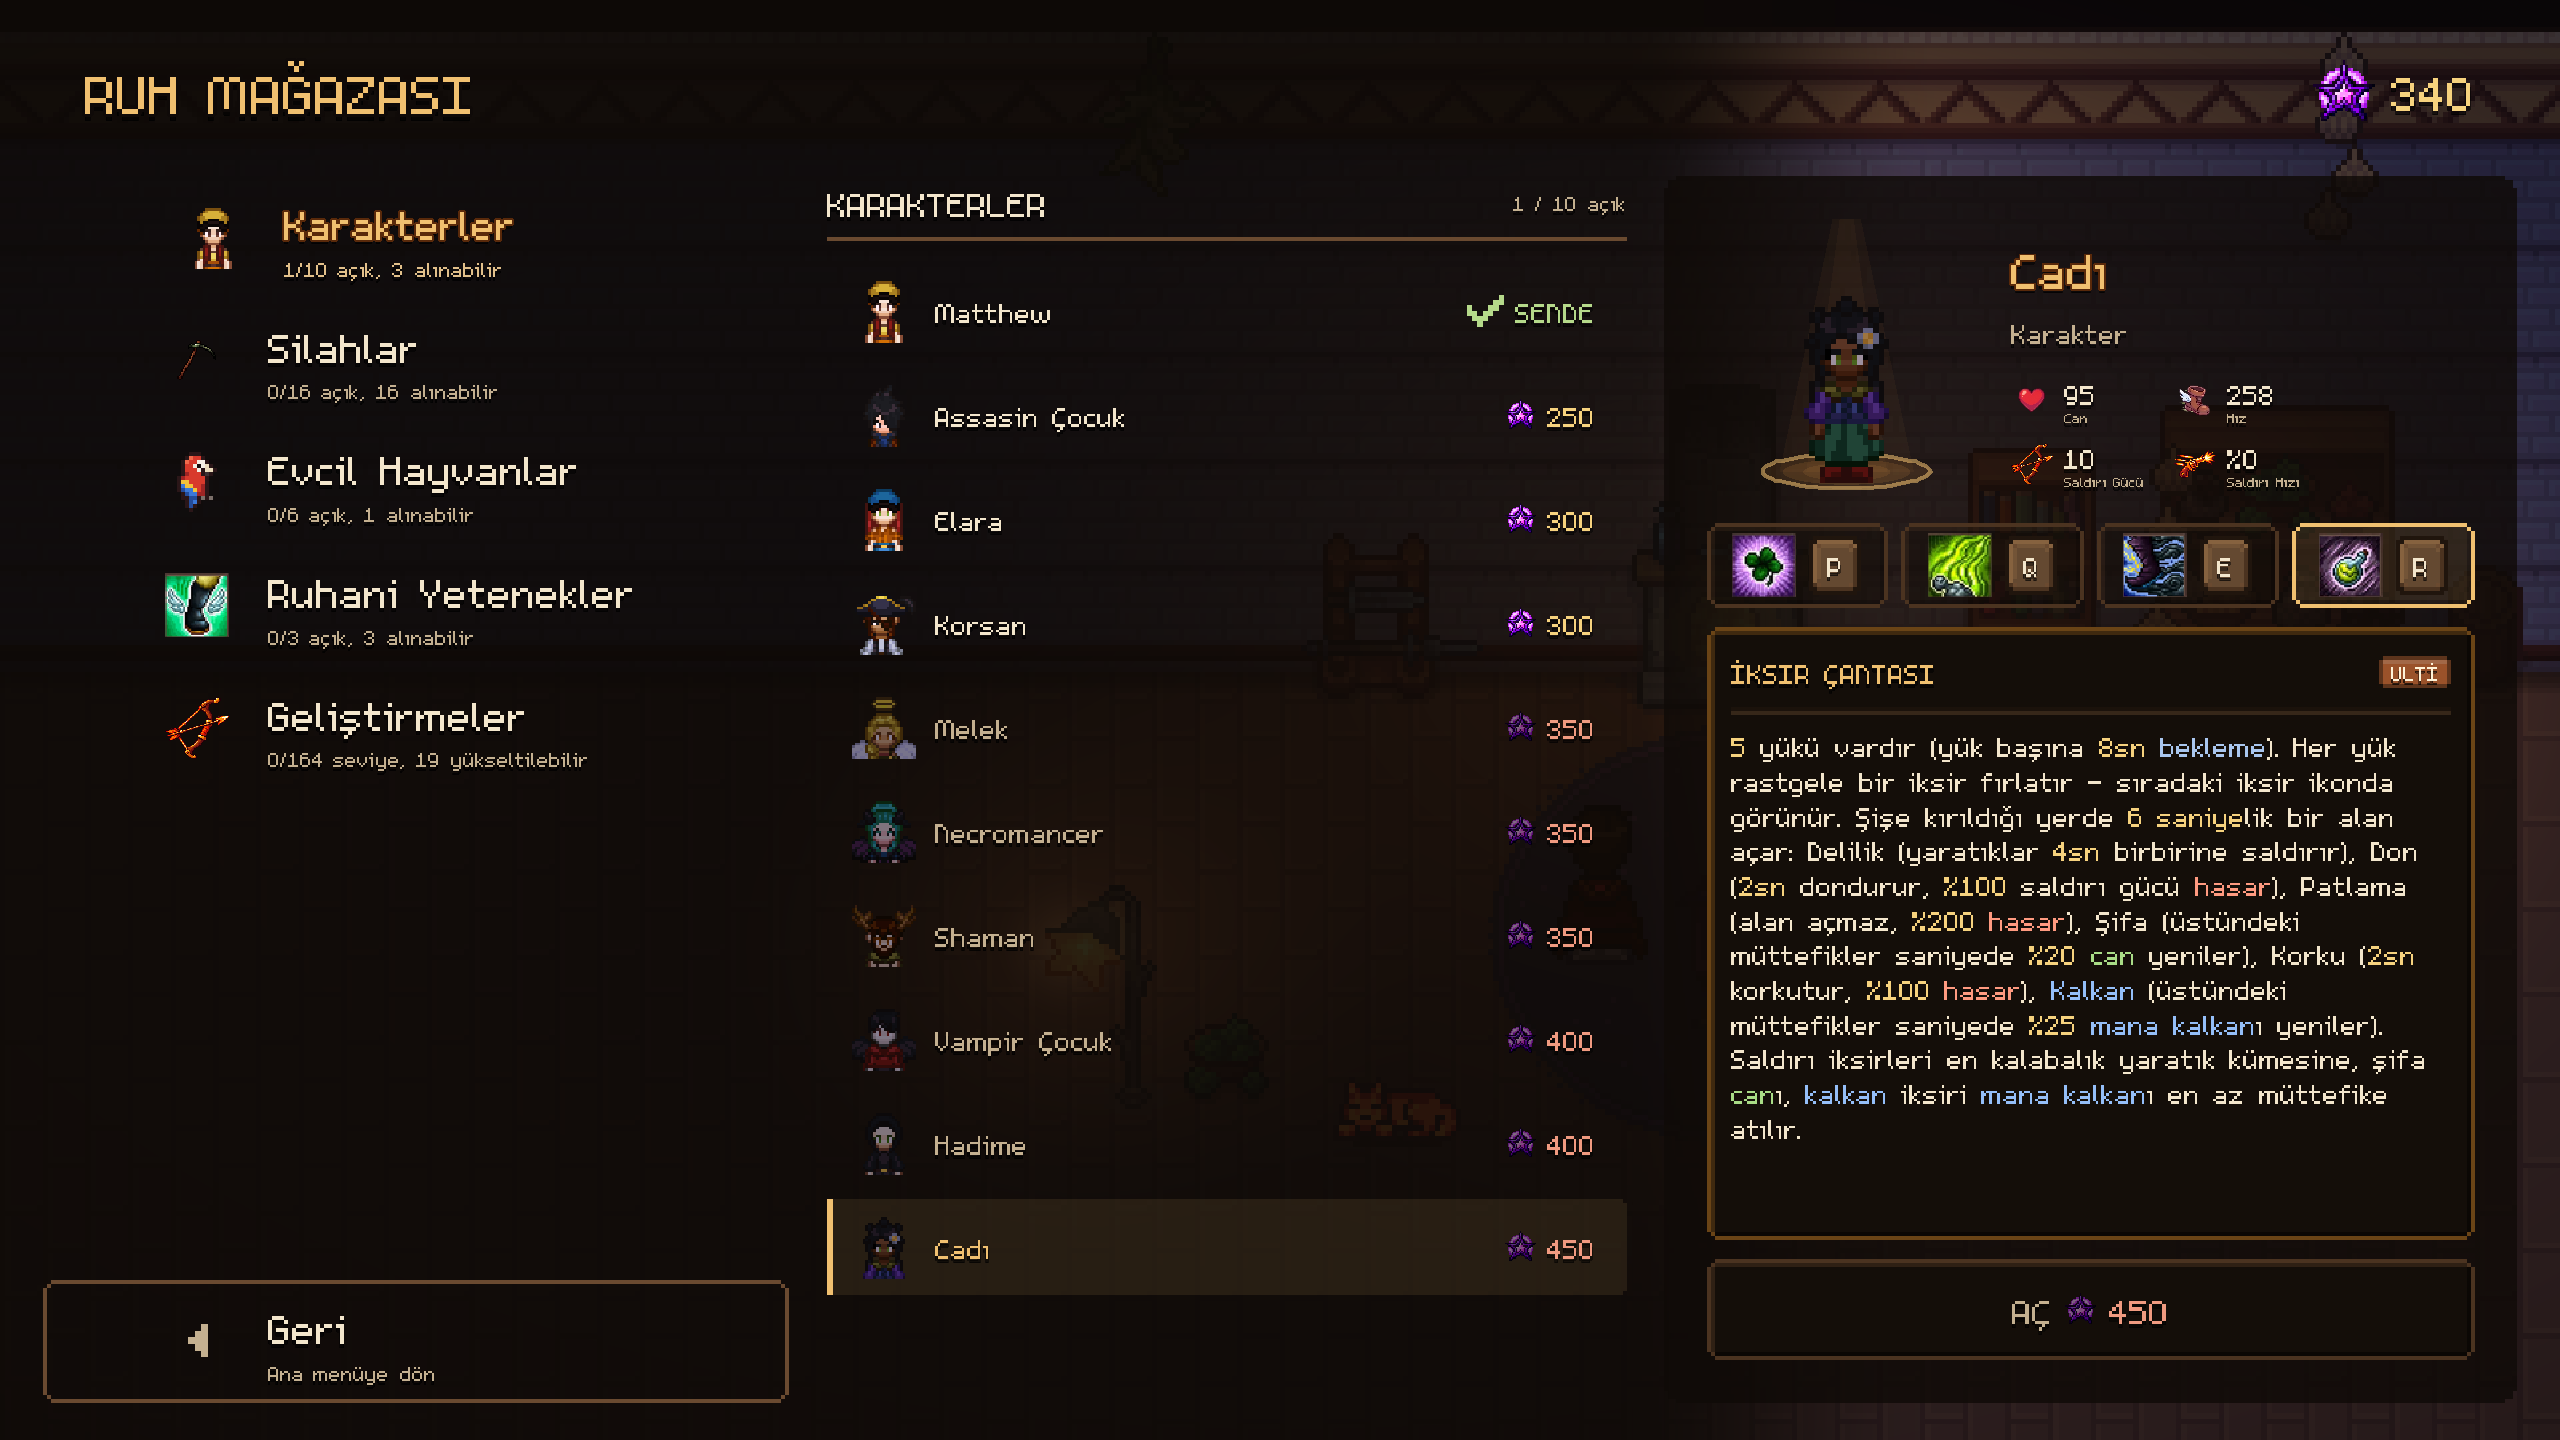 RUH MAĞAZASI
340
Karakterler
1/10 açık, 3 alınabilir
Silahlar
0/16 açık, 16 alınabilir
Evcil Hayvanlar
0/6 açık, 1 alınabilir
Ruhani Yetenekler
0/3 açık, 3 alınabilir
Geliştirmeler
0/164 seviye, 19 yükseltilebilir
Geri
Ana menüye dön
KARAKTERLER
1 / 10 açık
Matthew SENDE
Assasin Çocuk 250
Elara 300
Korsan 300
Melek 350
Necromancer 350
Shaman 350
Vampir Çocuk 400
Hadime 400
Cadı 450
Cadı
Karakter
95 258
Can Hız
10 %0
Saldırı Gücü Saldırı Hızı
P Q E R
İKSIR ÇANTASI ULTİ
5 yükü vardır (yük başına 8sn bekleme). Her yük
rastgele bir iksir fırlatır – sıradaki iksir ikonda
görünür. Şişe kırıldığı yerde 6 saniyelik bir alan
açar: Delilik (yaratıklar 4sn birbirine saldırır), Don
(2sn dondurur, %100 saldırı gücü hasar), Patlama
(alan açmaz, %200 hasar), Şifa (üstündeki
müttefikler saniyede %20 can yeniler), Korku (2sn
korkutur, %100 hasar), Kalkan (üstündeki
müttefikler saniyede %25 mana kalkanı yeniler).
Saldırı iksirleri en kalabalık yaratık kümesine, şifa
canı, kalkan iksiri mana kalkanı en az müttefike
atılır.
AÇ 450